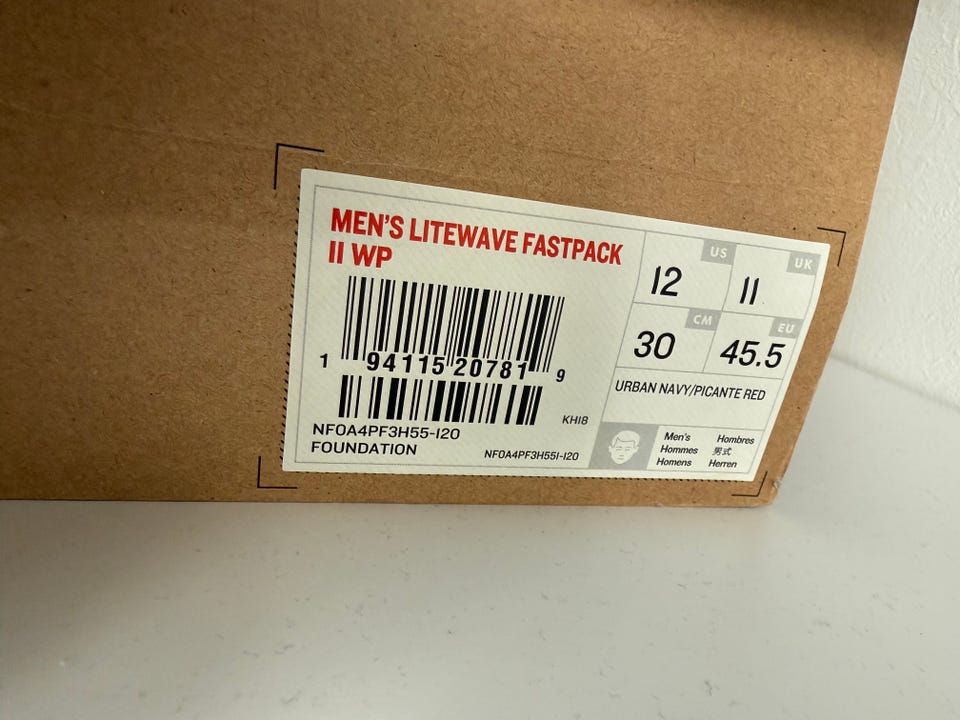 MEN'S LITEWAVE FASTPACK
II WP
1 94115 20781 9
KHI8
NF0A4PF3H55-I20
FOUNDATION
NF0A4PF3H55I-I20
US
12
UK
11
CM
30
EU
45.5
URBAN NAVY/PICANTE RED
Men's Hombres
Hommes 男式
Homens Herren